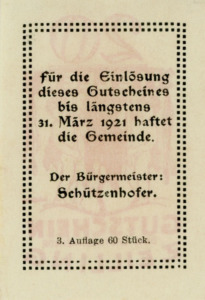 für die Einlösung
dieses Gutscheines
bis längstens
31. März 1921 haftet
die Gemeinde.
Der Bürgermeister:
Schützenhofer.
3. Auflage 60 Stück.